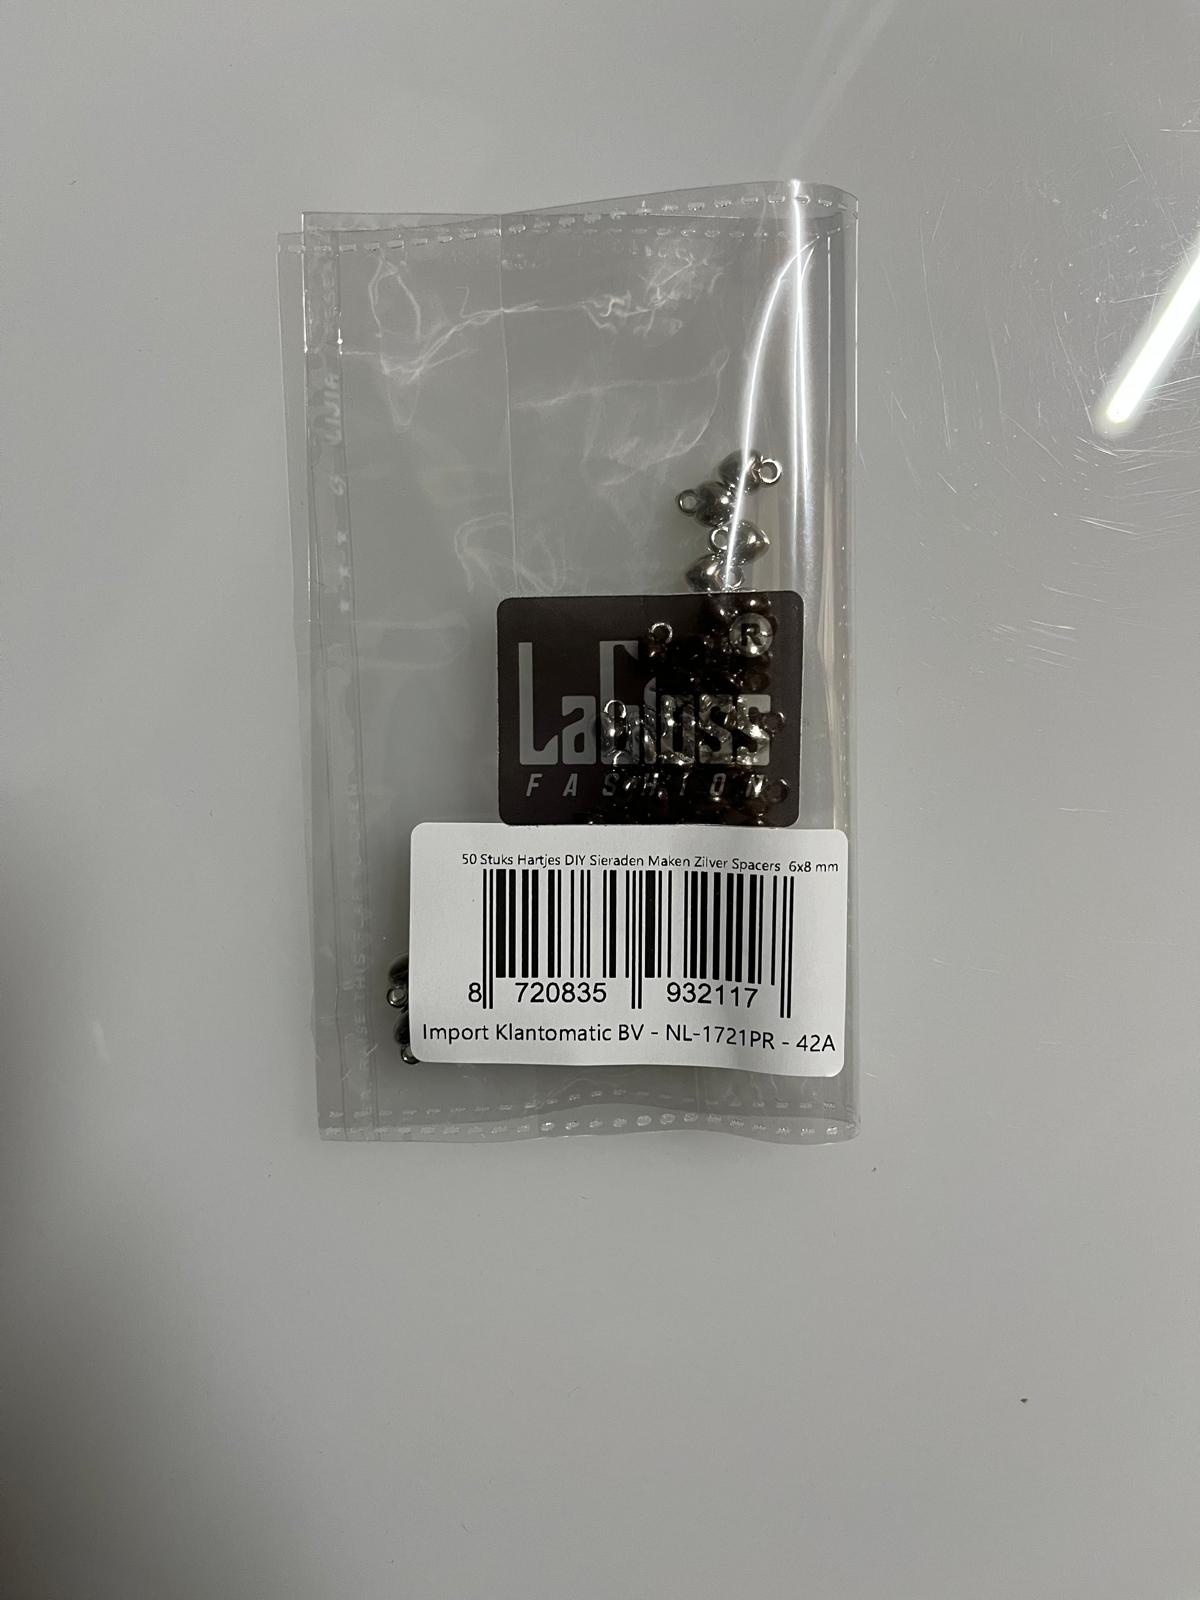 ®
LaGloss
FASHION
50 Stuks Hartjes DIY Sieraden Maken Zilver Spacers 6x8 mm
8 720835 932117
Import Klantomatic BV - NL-1721PR - 42A